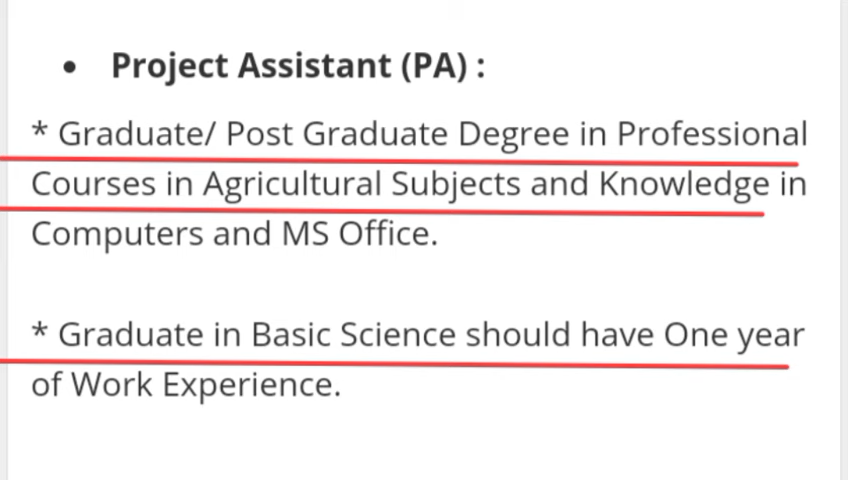 • Project Assistant (PA) :
* Graduate/ Post Graduate Degree in Professional
Courses in Agricultural Subjects and Knowledge in
Computers and MS Office.
* Graduate in Basic Science should have One year
of Work Experience.